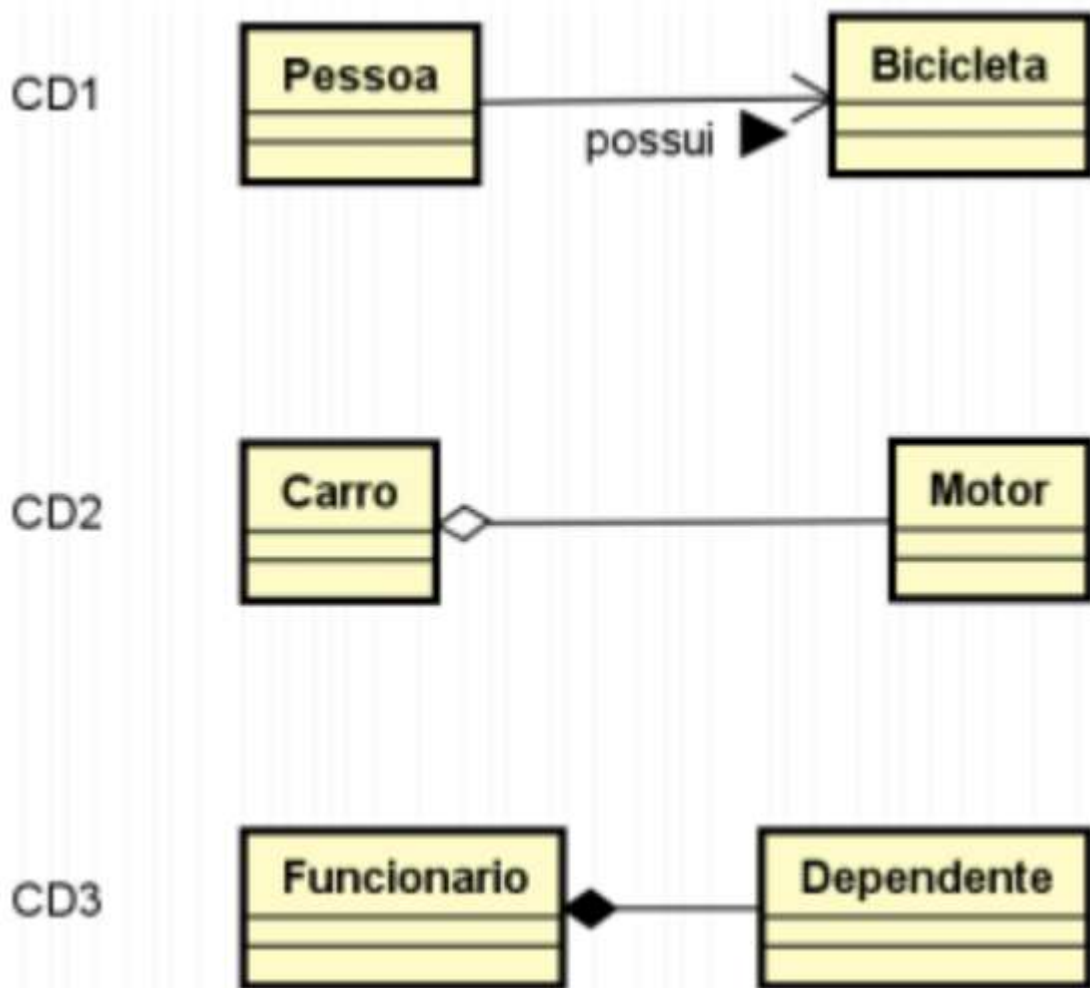 CD1
Pessoa
possui
Bicicleta
CD2
Carro
Motor
CD3
Funcionario
Dependente